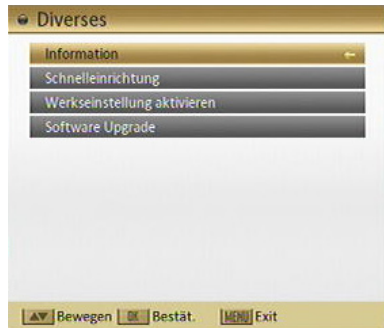 Diverses
Information
Schnelleinrichtung
Werkseinstellung aktivieren
Software Upgrade
▲▼ Bewegen OK Bestät. MENU Exit